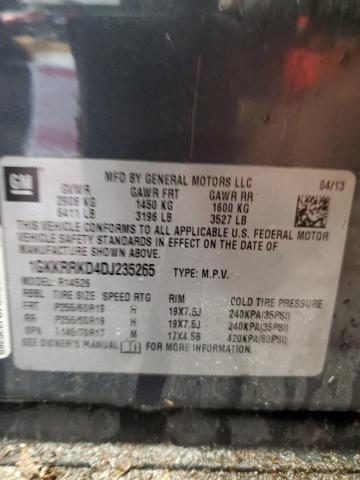 GM
MFD BY GENERAL MOTORS LLC
04/13
GVWR GAWR FRT GAWR RR
2908 KG 1450 KG 1600 KG
6411 LB 3196 LB 3527 LB
THIS VEHICLE CONFORMS TO ALL APPLICABLE U.S. FEDERAL MOTOR
VEHICLE SAFETY STANDARDS IN EFFECT ON THE DATE OF
MANUFACTURE SHOWN ABOVE.
1GKKRRKD4DJ235265 TYPE: M.P.V.
MODEL: R14526
TIRE SIZE SPEED RTG RIM COLD TIRE PRESSURE
FRT P255/60R19 H 19X7.5J 240KPA(35PSI)
RR P255/60R19 H 19X7.5J 240KPA(35PSI)
SPA T145/70R17 M 17X4.5B 420KPA(60PSI)
SEE OWNER'S MANUAL FOR ADDITIONAL INFORMATION.